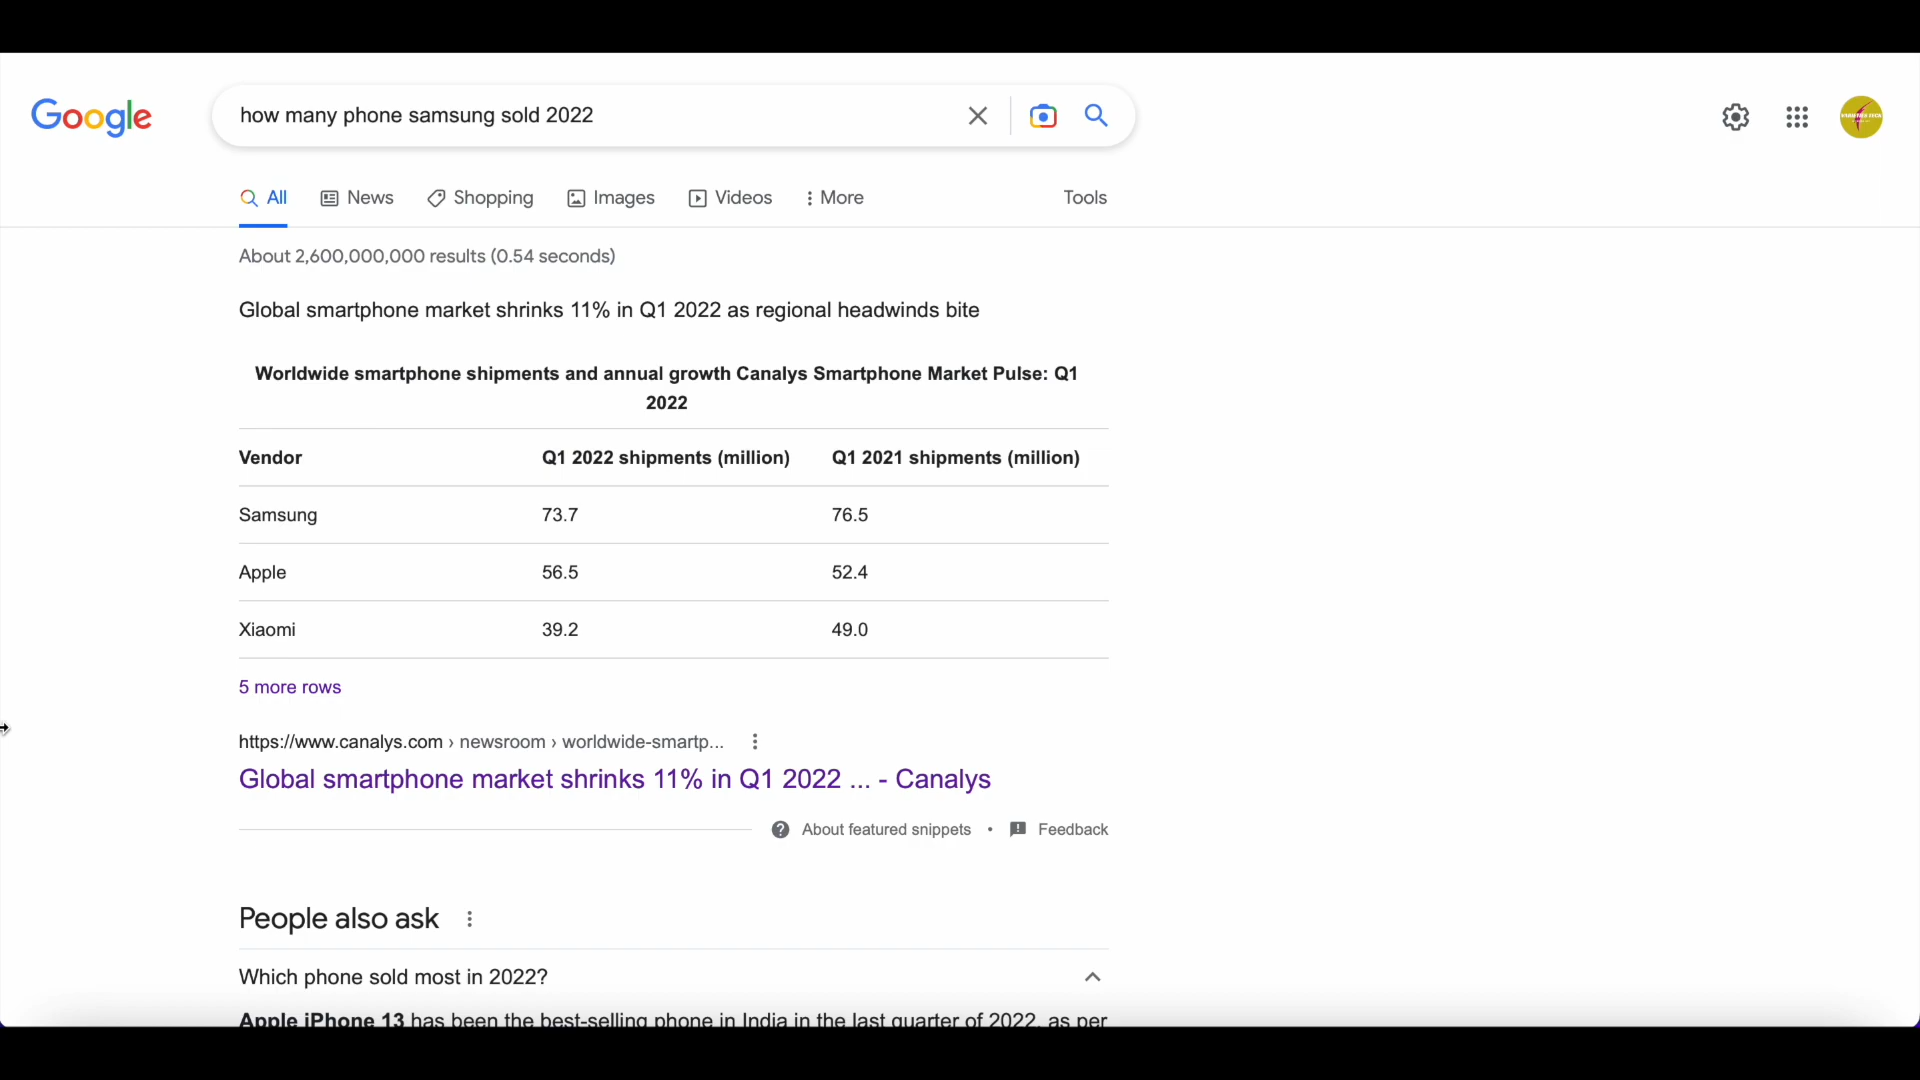 Google
how many phone samsung sold 2022
All
News
Shopping
Images
Videos
More
Tools
About 2,600,000,000 results (0.54 seconds)
Global smartphone market shrinks 11% in Q1 2022 as regional headwinds bite
Worldwide smartphone shipments and annual growth Canalys Smartphone Market Pulse: Q1
2022
Vendor Q1 2022 shipments (million) Q1 2021 shipments (million)
Samsung 73.7 76.5
Apple 56.5 52.4
Xiaomi 39.2 49.0
5 more rows
https://www.canalys.com › newsroom › worldwide-smartp...
Global smartphone market shrinks 11% in Q1 2022 ... - Canalys
About featured snippets • Feedback
People also ask
Which phone sold most in 2022?
Apple iPhone 13 has been the best-selling phone in India in the last quarter of 2022, as per